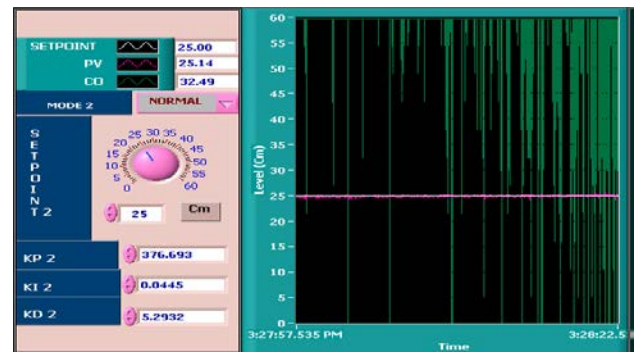 SETPOINT 25.00
PV 25.14
CO 32.49
MODE 2 NORMAL
SETPOINT 2
0 5 10 15 20 25 30 35 40 45 50 55 60
25 Cm
KP 2 376.693
KI 2 0.0445
KD 2 5.2932
Level (Cm)
60
55
50
45
40
35
30
25
20
15
10
5
0
3:27:57.535 PM 3:28:22.5
Time